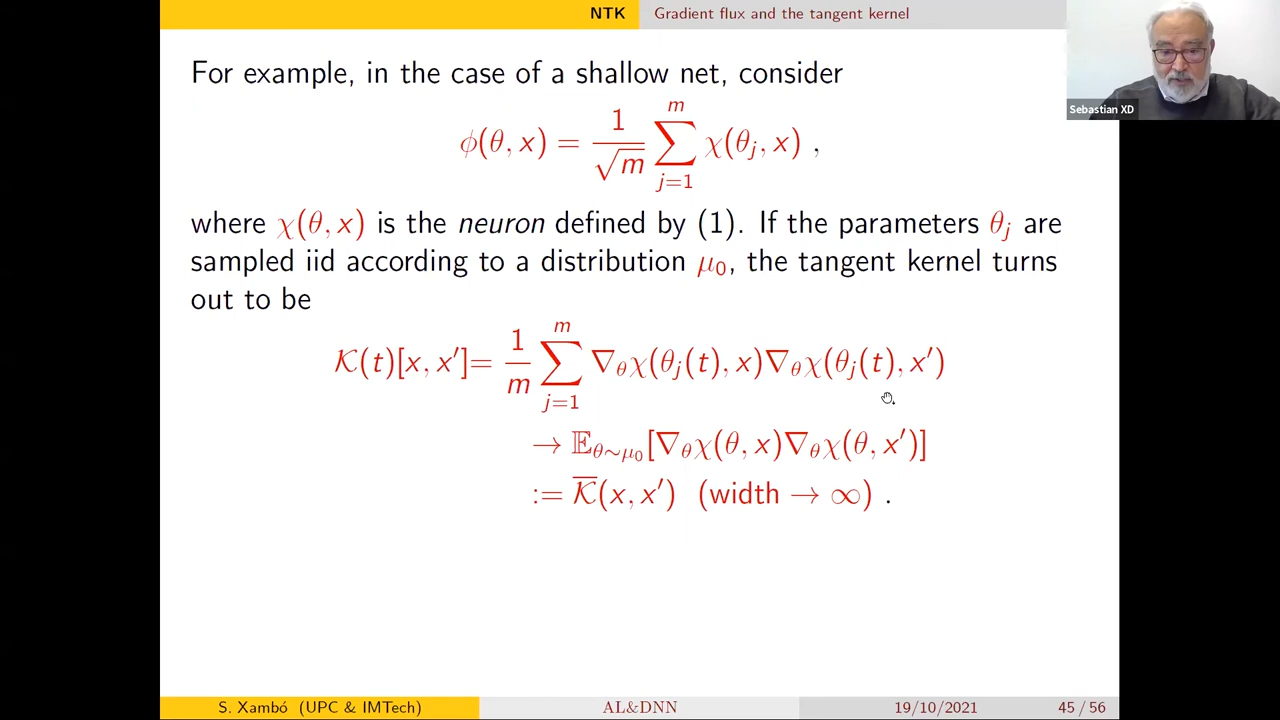 NTK Gradient flux and the tangent kernel
Sebastian XD
For example, in the case of a shallow net, consider
ϕ(θ, x) = 1/√m ∑_{j=1}^{m} χ(θ_j, x) ,
where χ(θ, x) is the neuron defined by (1). If the parameters θ_j are
sampled iid according to a distribution μ_0, the tangent kernel turns
out to be
𝒦(t)[x, x′]= 1/m ∑_{j=1}^{m} ∇_θχ(θ_j(t), x)∇_θχ(θ_j(t), x′)
→ 𝔼_{θ∼μ_0}[∇_θχ(θ, x)∇_θχ(θ, x′)]
:= 𝒦̅(x, x′) (width → ∞) .
S. Xambó (UPC & IMTech) AL&DNN 19/10/2021 45 / 56